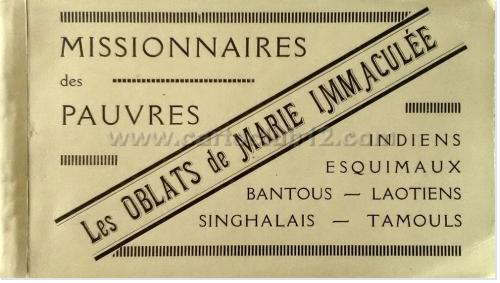 MISSIONNAIRES
des
PAUVRES
Les OBLATS de MARIE IMMACULÉE
INDIENS
ESQUIMAUX
BANTOUS — LAOTIENS
SINGHALAIS — TAMOULS